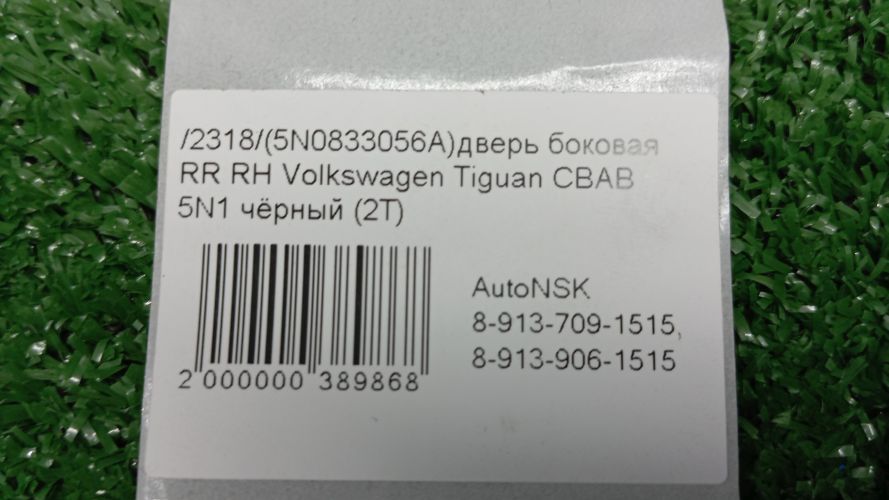 /2318/(5N0833056A)дверь боковая
RR RH Volkswagen Tiguan CBAB
5N1 чёрный (2T)
AutoNSK
8-913-709-1515,
8-913-906-1515
2 000000 389868